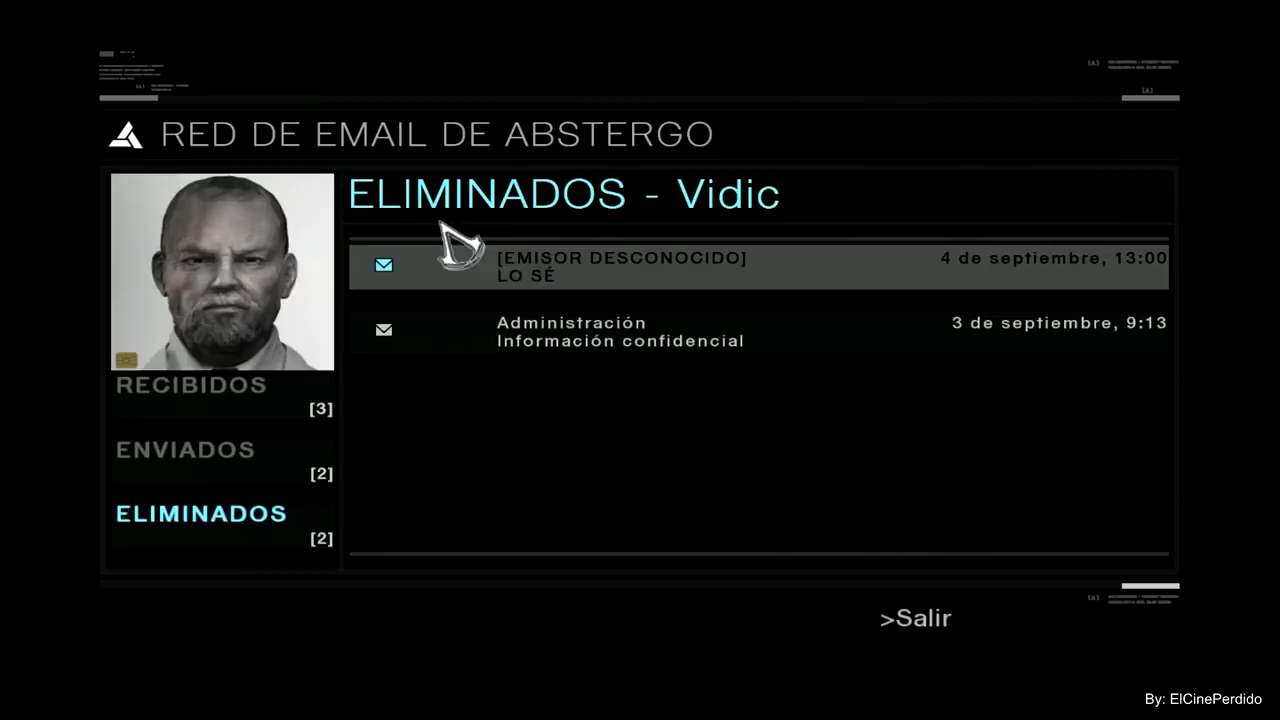 RED DE EMAIL DE ABSTERGO
ELIMINADOS - Vidic
[EMISOR DESCONOCIDO]
4 de septiembre, 13:00
LO SÉ
Administración
3 de septiembre, 9:13
Información confidencial
RECIBIDOS
[3]
ENVIADOS
[2]
ELIMINADOS
[2]
>Salir
By: ElCinePerdido